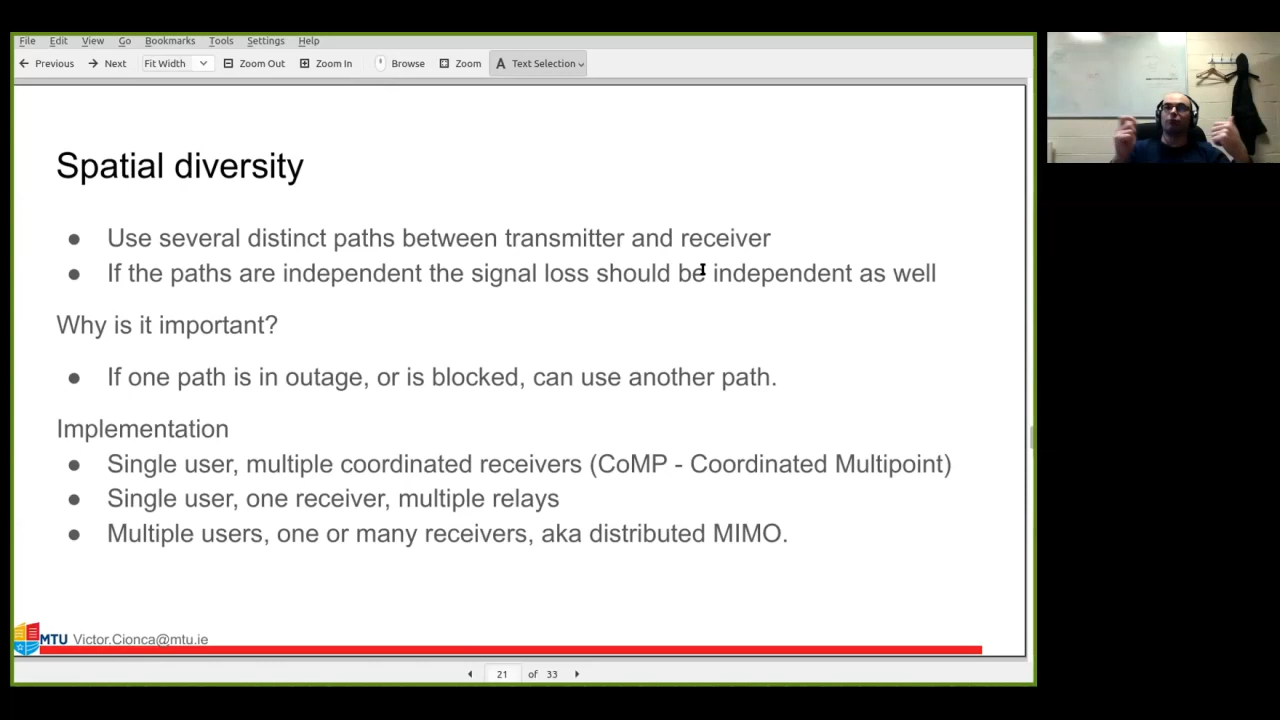 File Edit View Go Bookmarks Tools Settings Help
Previous Next Fit Width Zoom Out Zoom In Browse Zoom Text Selection
Spatial diversity
● Use several distinct paths between transmitter and receiver
● If the paths are independent the signal loss should be independent as well
Why is it important?
● If one path is in outage, or is blocked, can use another path.
Implementation
● Single user, multiple coordinated receivers (CoMP - Coordinated Multipoint)
● Single user, one receiver, multiple relays
● Multiple users, one or many receivers, aka distributed MIMO.
MTU Victor.Cionca@mtu.ie
21 of 33